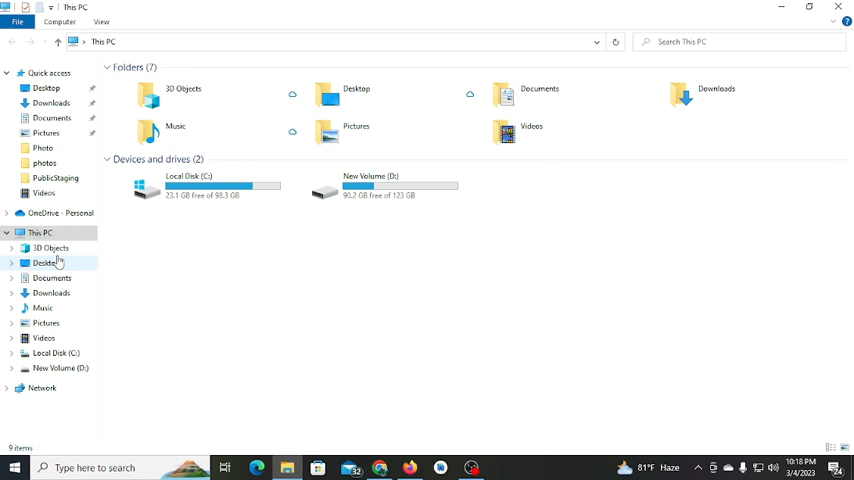 This PC
File Computer View
This PC
Search This PC
Quick access
Desktop
Downloads
Documents
Pictures
Photo
photos
PublicStaging
Videos
OneDrive - Personal
This PC
3D Objects
Desktop
Documents
Downloads
Music
Pictures
Videos
Local Disk (C:)
New Volume (D:)
Network
Folders (7)
3D Objects Desktop Documents Downloads
Music Pictures Videos
Devices and drives (2)
Local Disk (C:) New Volume (D:)
23.1 GB free of 98.3 GB 90.2 GB free of 123 GB
9 items
Type here to search
32
81°F Haze
10:18 PM
3/4/2023
24